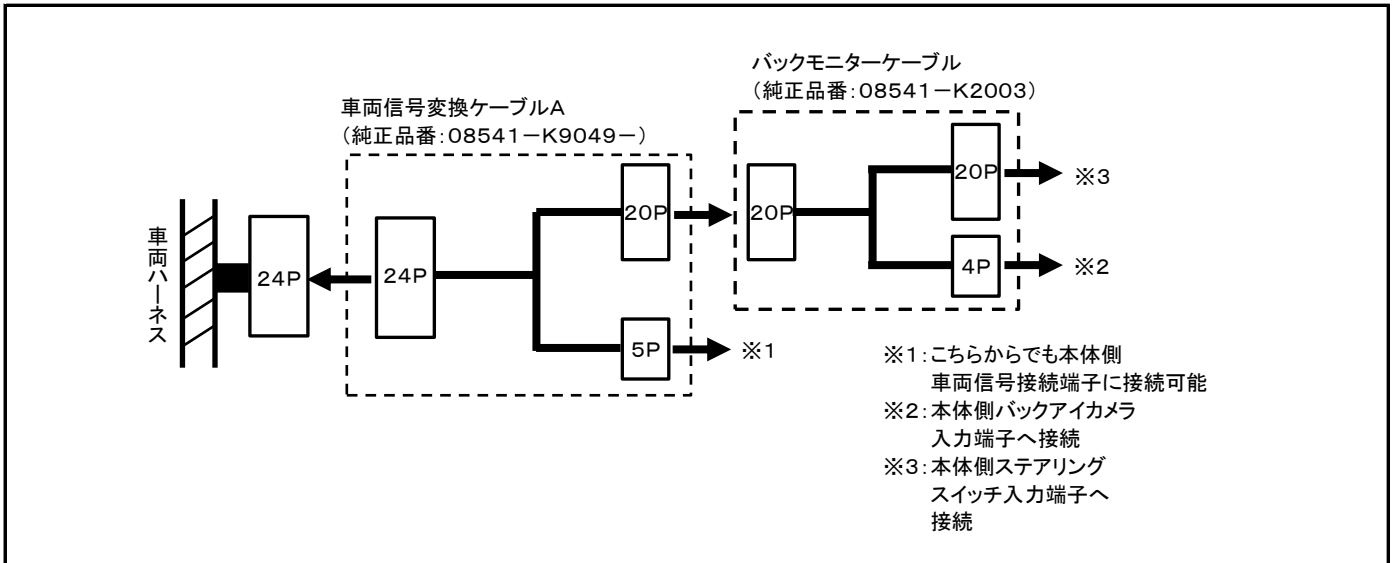 バックモニターケーブル
（純正品番：08541－K2003）
車両信号変換ケーブルA
（純正品番：08541－K9049－）
車両ハーネス
24P
24P
20P
5P
※1
20P
20P
※3
4P
※2
※1：こちらからでも本体側
車両信号接続端子に接続可能
※2：本体側バックアイカメラ
入力端子へ接続
※3：本体側ステアリング
スイッチ入力端子へ
接続